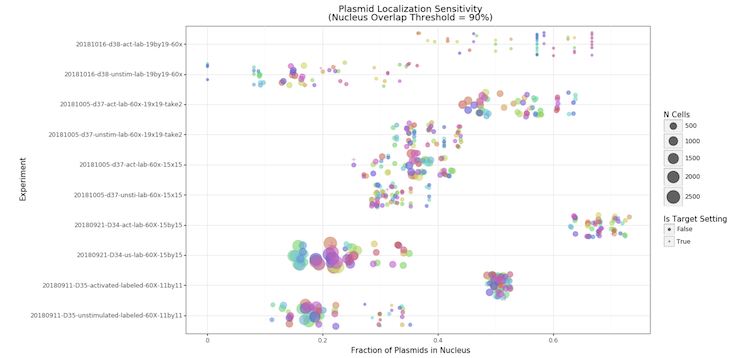 Plasmid Localization Sensitivity
(Nucleus Overlap Threshold = 90%)
20181016-d38-act-lab-19by19-60x
20181016-d38-unstim-lab-19by19-60x
20181005-d37-act-lab-60x-19x19-take2
20181005-d37-unstim-lab-60x-19x19-take2
20181005-d37-act-lab-60x-15x15
20181005-d37-unsti-lab-60x-15x15
20180921-D34-act-lab-60X-15by15
20180921-D34-us-lab-60X-15by15
20180911-D35-activated-labeled-60X-11by11
20180911-D35-unstimulated-labeled-60X-11by11
Experiment
0
0.2
0.4
0.6
Fraction of Plasmids in Nucleus
N Cells
500
1000
1500
2000
2500
Is Target Setting
False
True